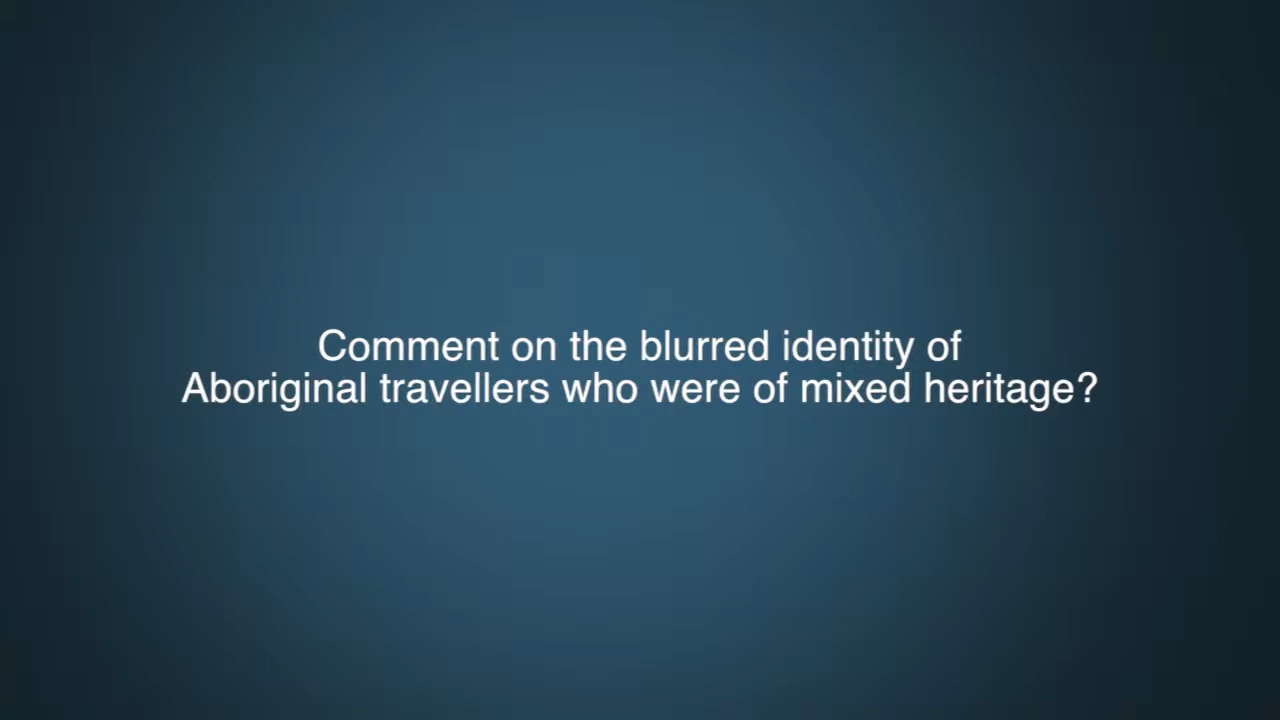 Comment on the blurred identity of
Aboriginal travellers who were of mixed heritage?